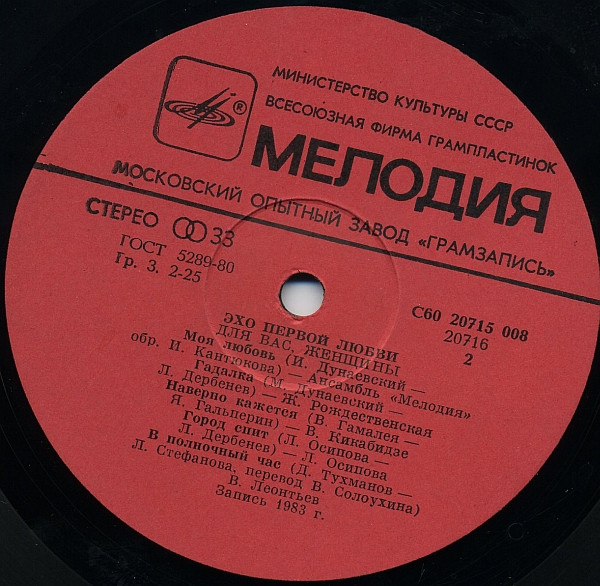 ®
МИНИСТЕРСТВО КУЛЬТУРЫ СССР
ВСЕСОЮЗНАЯ ФИРМА ГРАМПЛАСТИНОК
МЕЛОДИЯ
МОСКОВСКИЙ ОПЫТНЫЙ ЗАВОД «ГРАМЗАПИСЬ»
СТЕРЕО 33
ГОСТ 5289-80
Гр. 3. 2-25
С60 20715 008
20716
2
ЭХО ПЕРВОЙ ЛЮБВИ
ДЛЯ ВАС, ЖЕНЩИНЫ
Моя любовь (И. Дунаевский —
обр. И. Кантюкова) — Ансамбль «Мелодия»
Гадалка (М. Дунаевский —
Л. Дербенев) — Ж. Рождественская
Наверно кажется (В. Гамалея —
Я. Гальперин) — В. Кикабидзе
Город спит (Л. Осипова —
Л. Дербенев) — Л. Осипова
В полночный час (Д. Тухманов —
Л. Стефанова, перевод В. Солоухина)
В. Леонтьев
Запись 1983 г.